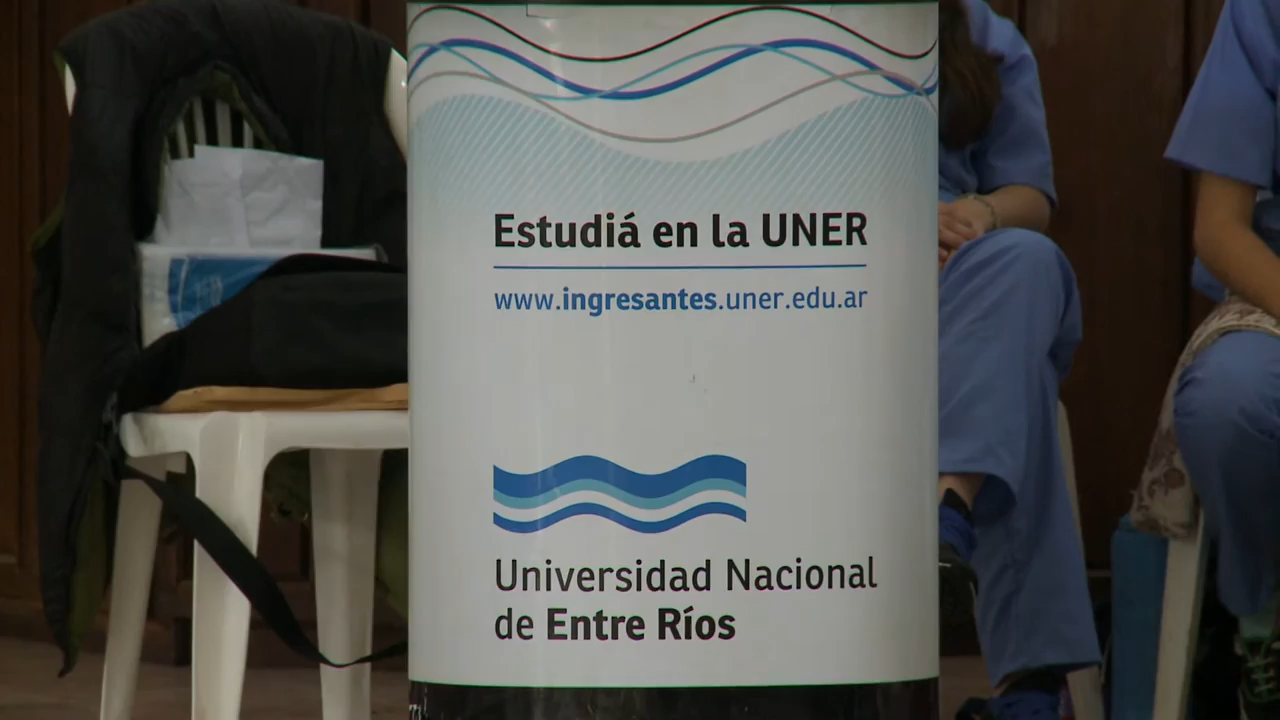 Estudiá en la UNER
www.ingresantes.uner.edu.ar
Universidad Nacional
de Entre Ríos